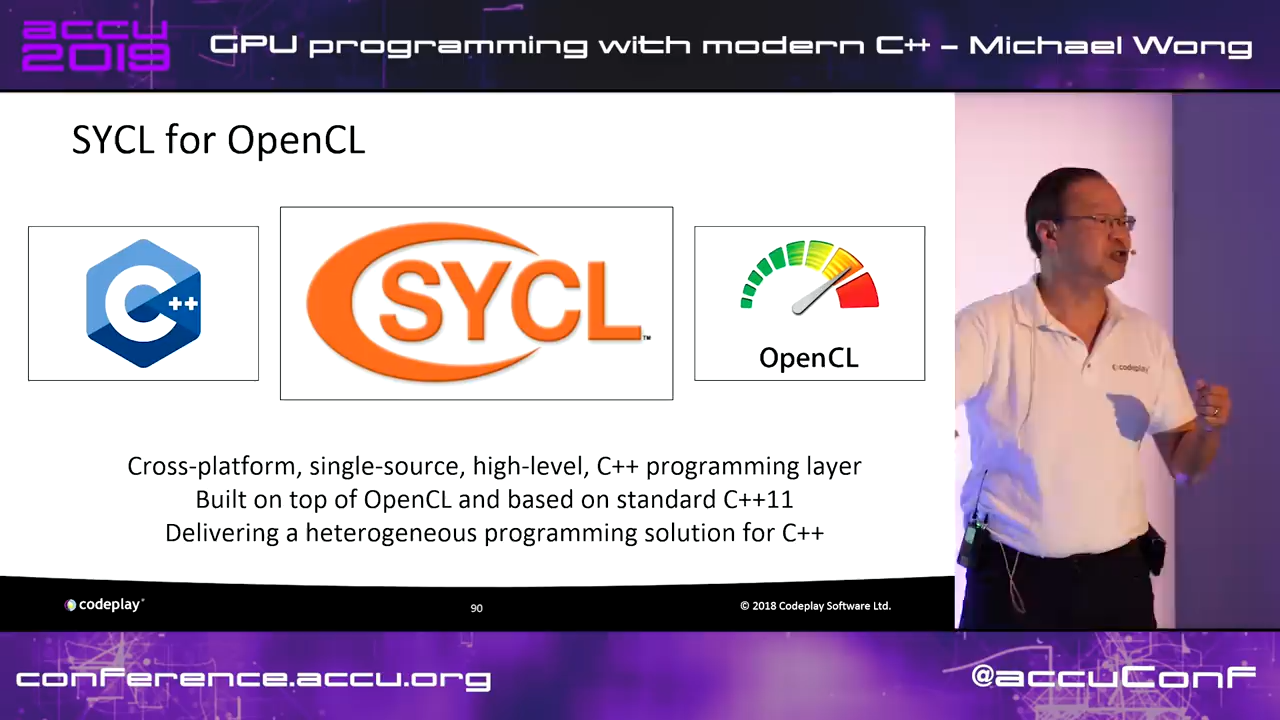 accu
2019
GPU programming with modern C++ – Michael Wong
SYCL for OpenCL
C++
SYCL™
OpenCL
codeplay
Cross-platform, single-source, high-level, C++ programming layer
Built on top of OpenCL and based on standard C++11
Delivering a heterogeneous programming solution for C++
codeplay®
90
© 2018 Codeplay Software Ltd.
conference.accu.org
@accuConf